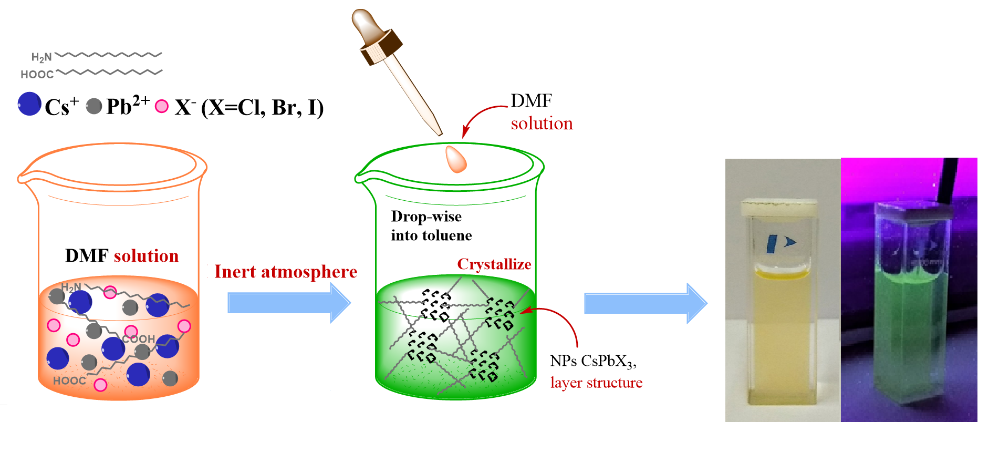 H₂N
HOOC
Cs⁺ Pb²⁺ X⁻ (X=Cl, Br, I)
DMF
solution
Drop-wise
into toluene
DMF solution
Crystallize
Inert atmosphere
H₂N
COOH
HOOC
NPs CsPbX₃,
layer structure